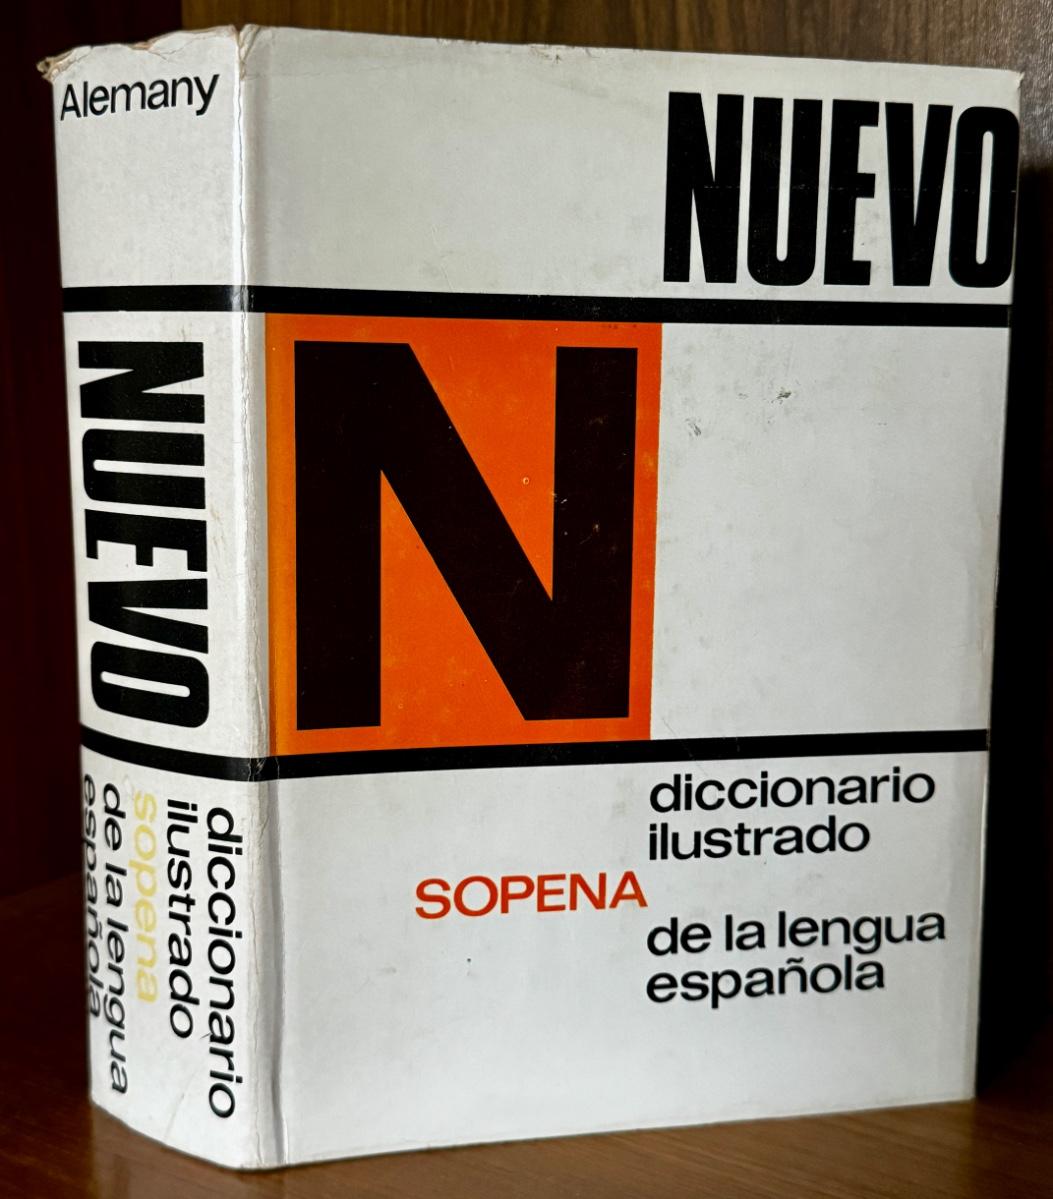 Alemany
NUEVO
diccionario
ilustrado
sopena
de la lengua
española
NUEVO
N
diccionario
ilustrado
SOPENA
de la lengua
española